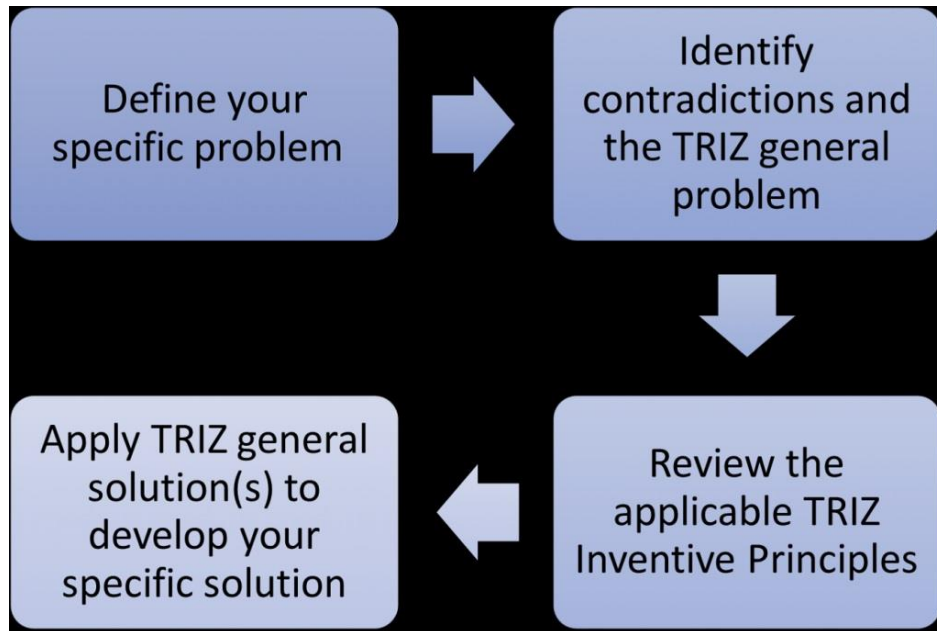 Define your
specific problem
Identify
contradictions and
the TRIZ general
problem
Review the
applicable TRIZ
Inventive Principles
Apply TRIZ general
solution(s) to
develop your
specific solution